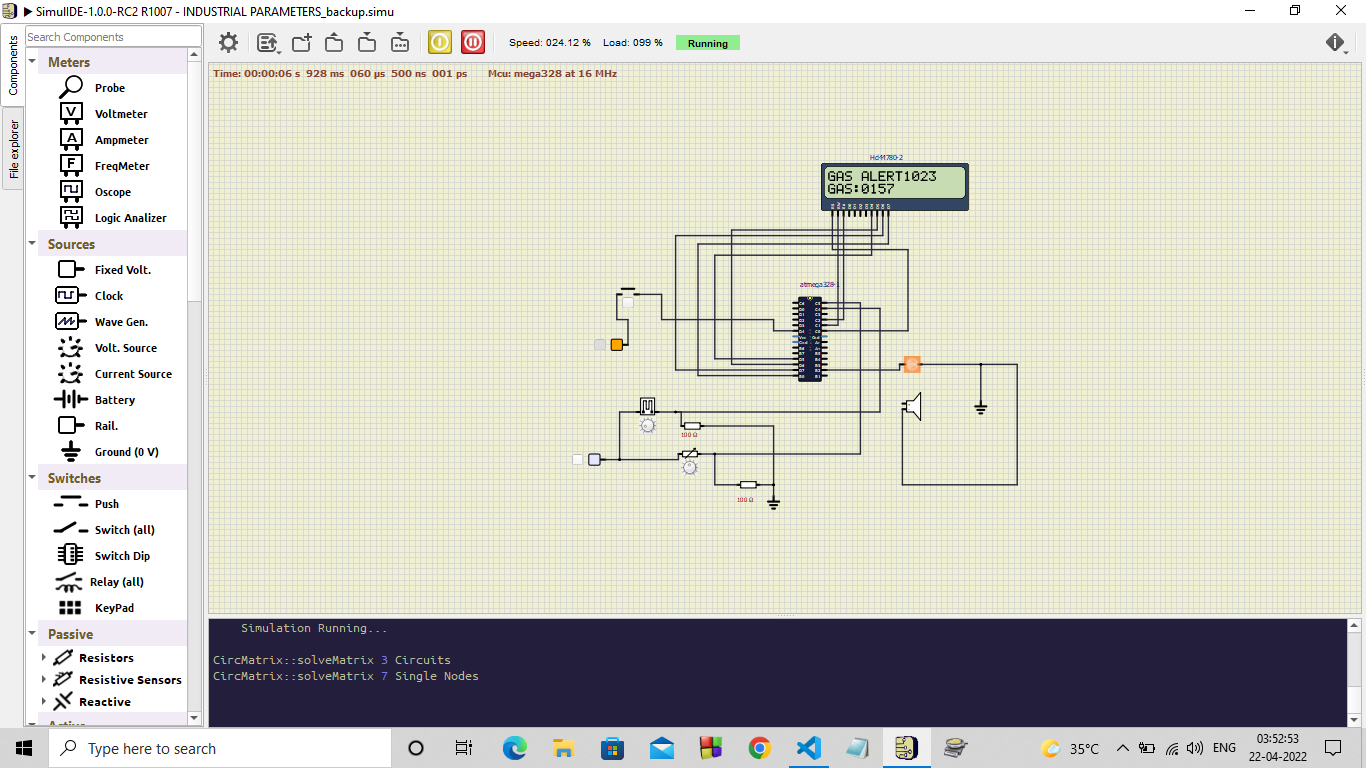 SimulIDE-1.0.0-RC2 R1007 - INDUSTRIAL PARAMETERS_backup.simu
Components
File explorer
Search Components
Meters
Probe
Voltmeter
Ampmeter
FreqMeter
Oscope
Logic Analizer
Sources
Fixed Volt.
Clock
Wave Gen.
Volt. Source
Current Source
Battery
Rail.
Ground (0 V)
Switches
Push
Switch (all)
Switch Dip
Relay (all)
KeyPad
Passive
Resistors
Resistive Sensors
Reactive
Active
Speed: 024.12 % Load: 099 % Running
Time: 00:00:06 s 928 ms 060 µs 500 ns 001 ps Mcu: mega328 at 16 MHz
Hd44780-2
GAS ALERT1023
GAS:0157
atmega328-1
100 Ω
100 Ω
Simulation Running...
CircMatrix::solveMatrix 3 Circuits
CircMatrix::solveMatrix 7 Single Nodes
Type here to search
35°C
ENG
03:52:53
22-04-2022